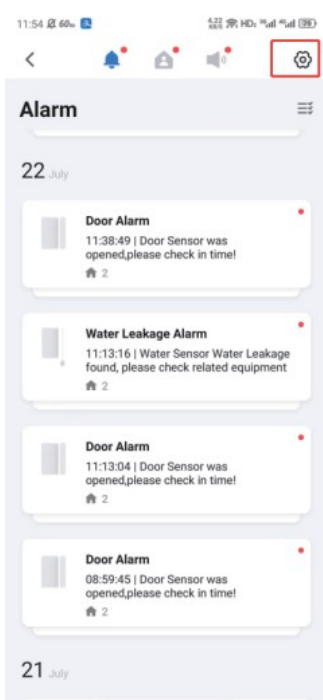 11:54
Alarm
22 July
Door Alarm
11:38:49 | Door Sensor was
opened,please check in time!
2
Water Leakage Alarm
11:13:16 | Water Sensor Water Leakage
found, please check related equipment
2
Door Alarm
11:13:04 | Door Sensor was
opened,please check in time!
2
Door Alarm
08:59:45 | Door Sensor was
opened,please check in time!
2
21 July